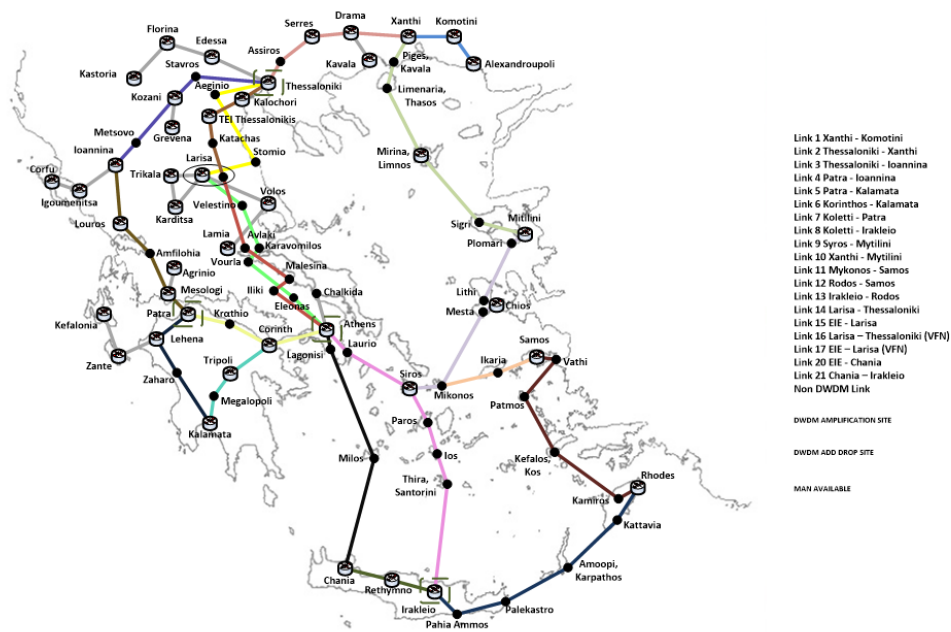 Florina
Edessa
Serres
Drama
Xanthi
Komotini
Assiros
Kastoria
Stavros
Kavala
Piges,
Kavala
Alexandroupoli
Aeginio
Thessaloniki
Kozani
Kalochori
Limenaria,
Thasos
TEI Thessalonikis
Grevena
Metsovo
Katachas
Ioannina
Stomio
Mirina,
Limnos
Larisa
Trikala
Corfu
Igoumenitsa
Volos
Karditsa
Velestino
Louros
Sigri
Mitilini
Lamia
Avlaki
Karavomilos
Plomari
Amfilohia
Vourla
Malesina
Agrinio
Iliki
Chalkida
Lithi
Mesologi
Eleonas
Chios
Kefalonia
Patra
Krathio
Mesta
Athens
Lehena
Corinth
Samos
Zante
Lagonisi
Laurio
Tripoli
Ikaria
Vathi
Zaharo
Siros
Mikonos
Megalopoli
Patmos
Paros
Kalamata
Milos
Ios
Kefalos,
Kos
Thira,
Santorini
Rhodes
Kamiros
Kattavia
Chania
Rethymno
Amoopi,
Karpathos
Irakleio
Palekastro
Pahia Ammos
Link 1 Xanthi - Komotini
Link 2 Thessaloniki - Xanthi
Link 3 Thessaloniki - Ioannina
Link 4 Patra - Ioannina
Link 5 Patra - Kalamata
Link 6 Korinthos - Kalamata
Link 7 Koletti - Patra
Link 8 Koletti - Irakleio
Link 9 Syros - Mytilini
Link 10 Xanthi - Mytilini
Link 11 Mykonos - Samos
Link 12 Rodos - Samos
Link 13 Irakleio - Rodos
Link 14 Larisa - Thessaloniki
Link 15 EIE - Larisa
Link 16 Larisa – Thessaloniki (VFN)
Link 17 EIE – Larisa (VFN)
Link 20 EIE - Chania
Link 21 Chania – Irakleio
Non DWDM Link
DWDM AMPLIFICATION SITE
DWDM ADD DROP SITE
MAN AVAILABLE